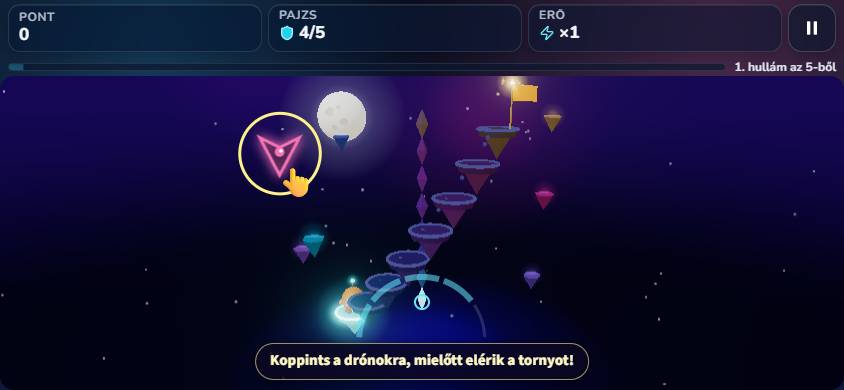 PONT
0
PAJZS
4/5
ERŐ
×1
1. hullám az 5-ből
Koppints a drónokra, mielőtt elérik a tornyot!